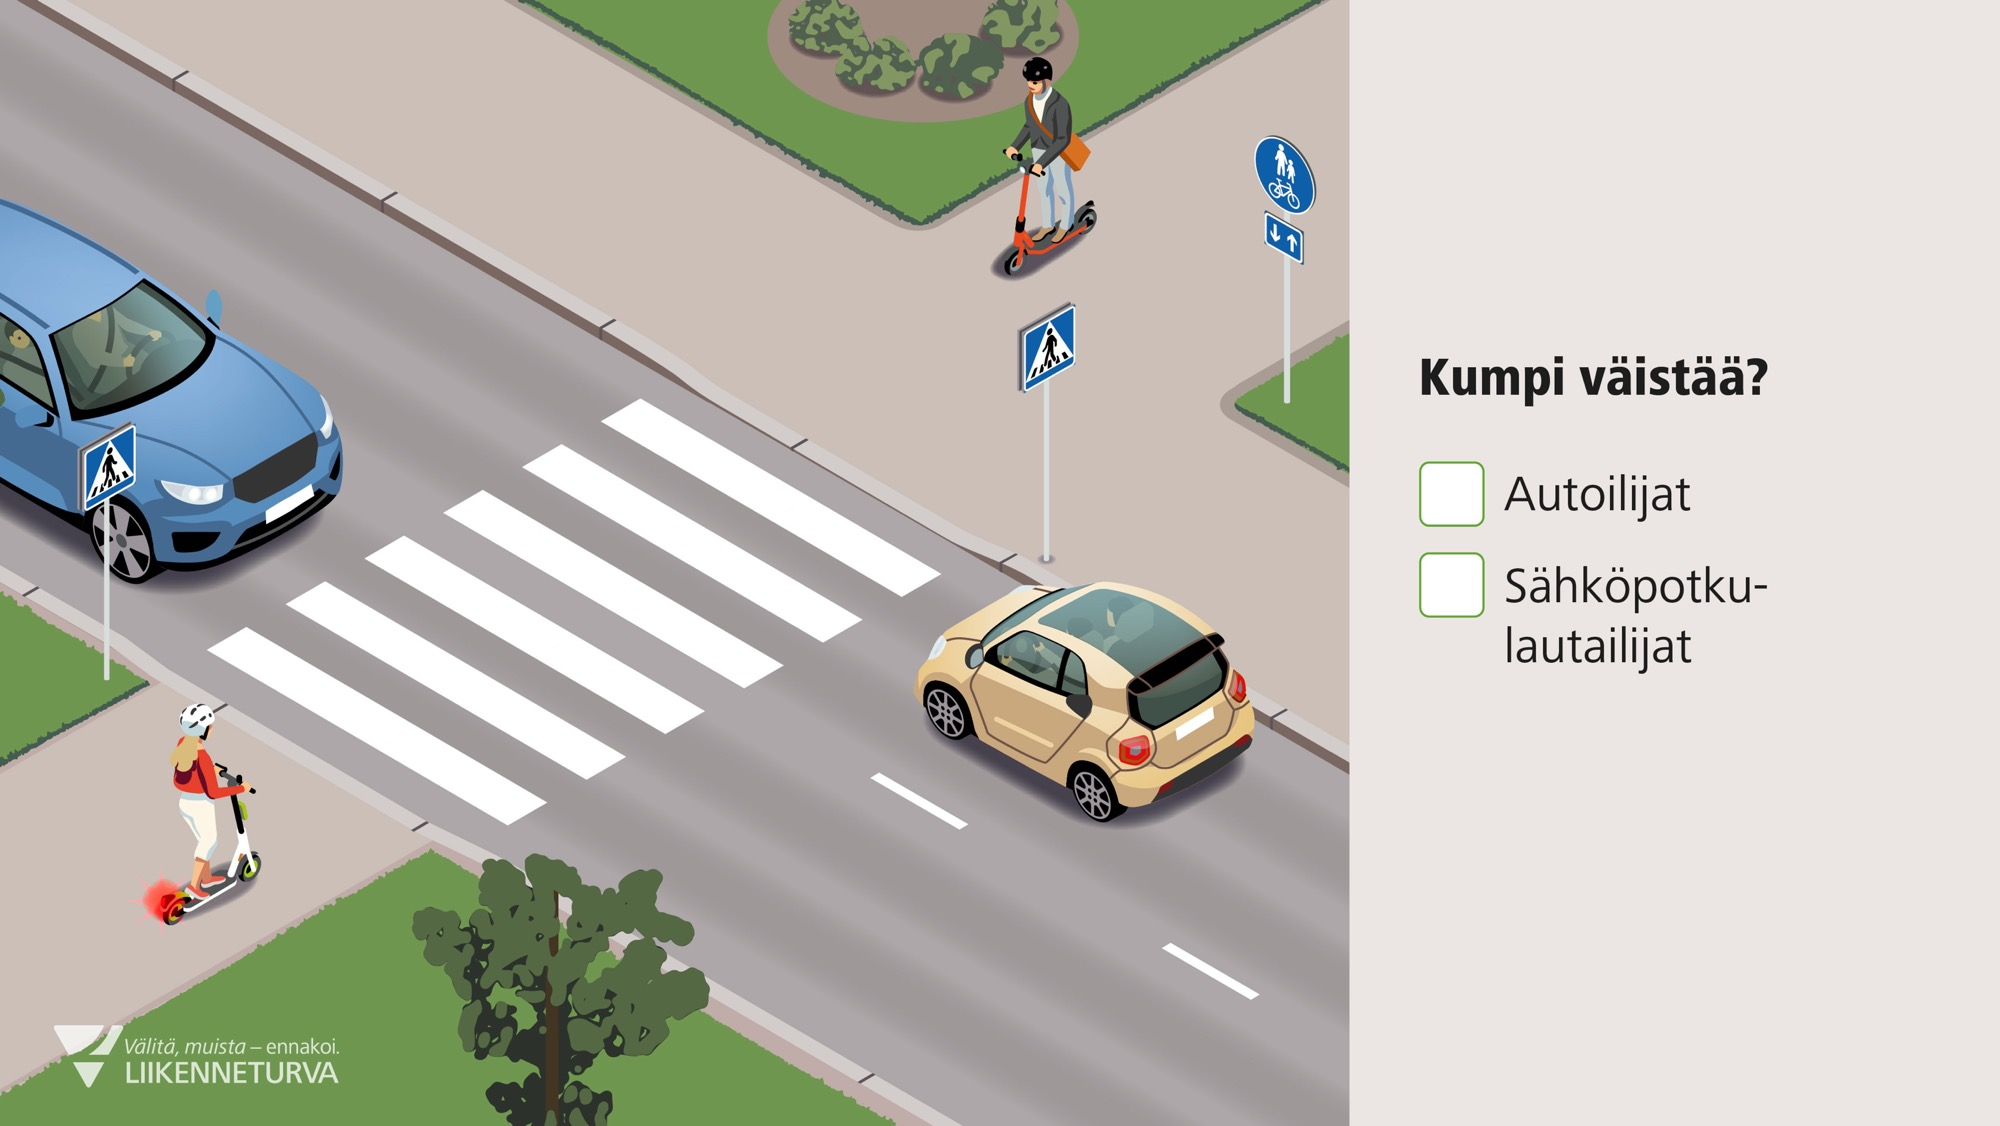 Kumpi väistää?
Autoilijat
Sähköpotku-
lautailijat
Välitä, muista – ennakoi.
LIIKENNETURVA